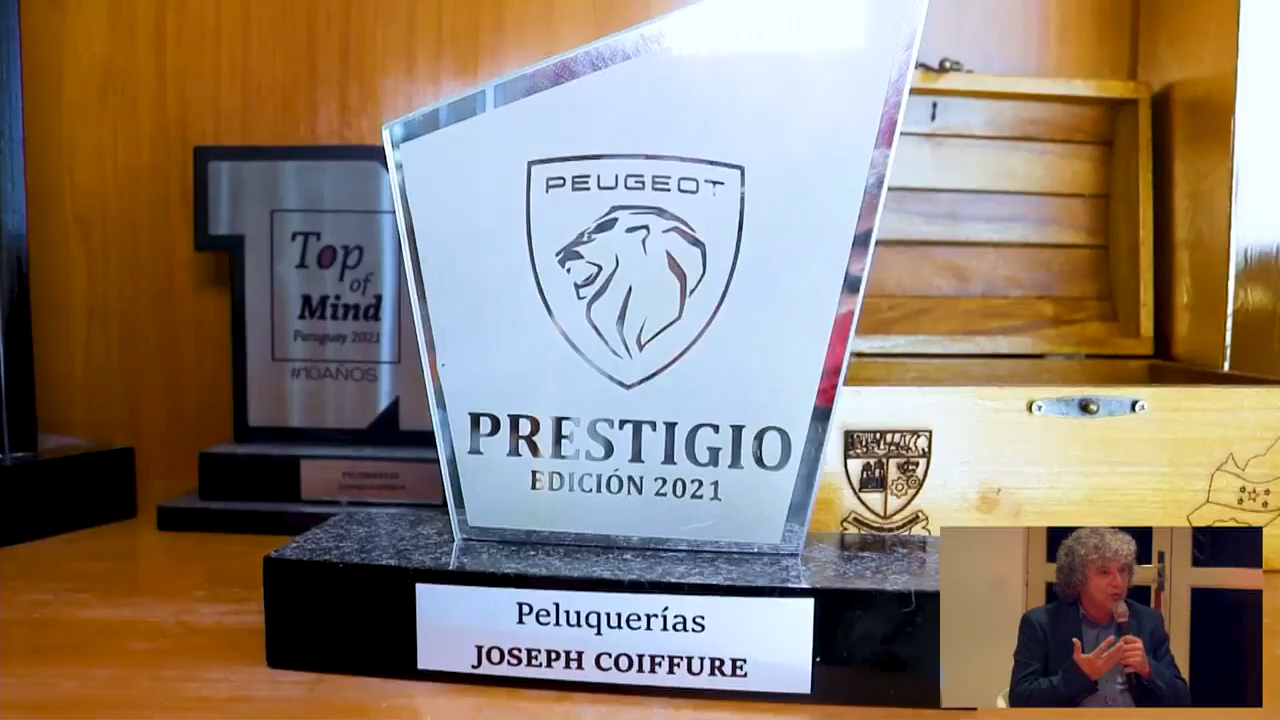 Top
of
Mind
Paraguay 2021
#10AÑOS
PEUGEOT
PRESTIGIO
EDICIÓN 2021
Peluquerías
JOSEPH COIFFURE